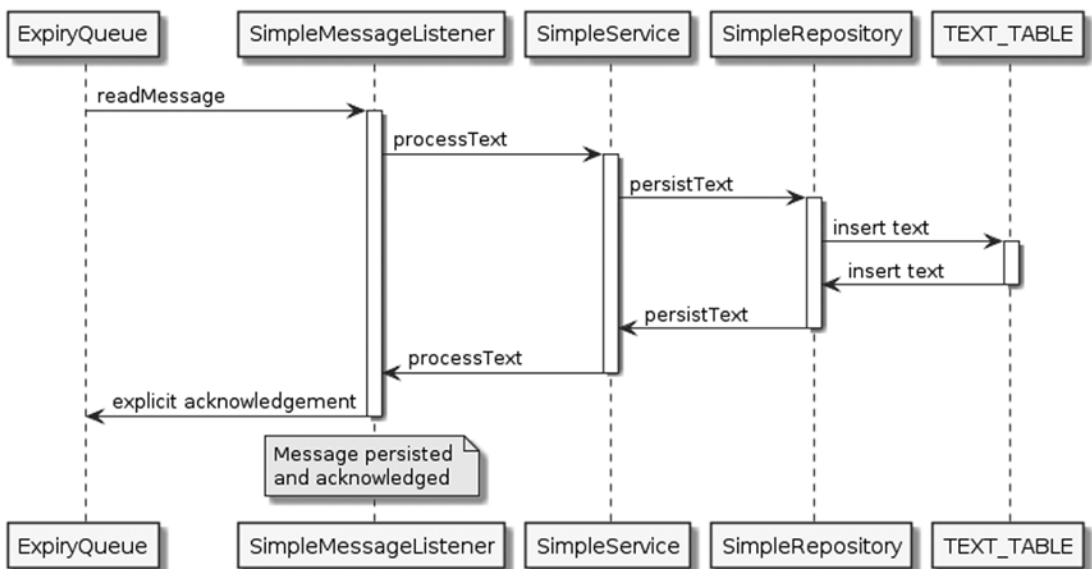 ExpiryQueue SimpleMessageListener SimpleService SimpleRepository TEXT_TABLE
readMessage
processText
persistText
insert text
insert text
persistText
processText
explicit acknowledgement
Message persisted
and acknowledged
ExpiryQueue SimpleMessageListener SimpleService SimpleRepository TEXT_TABLE